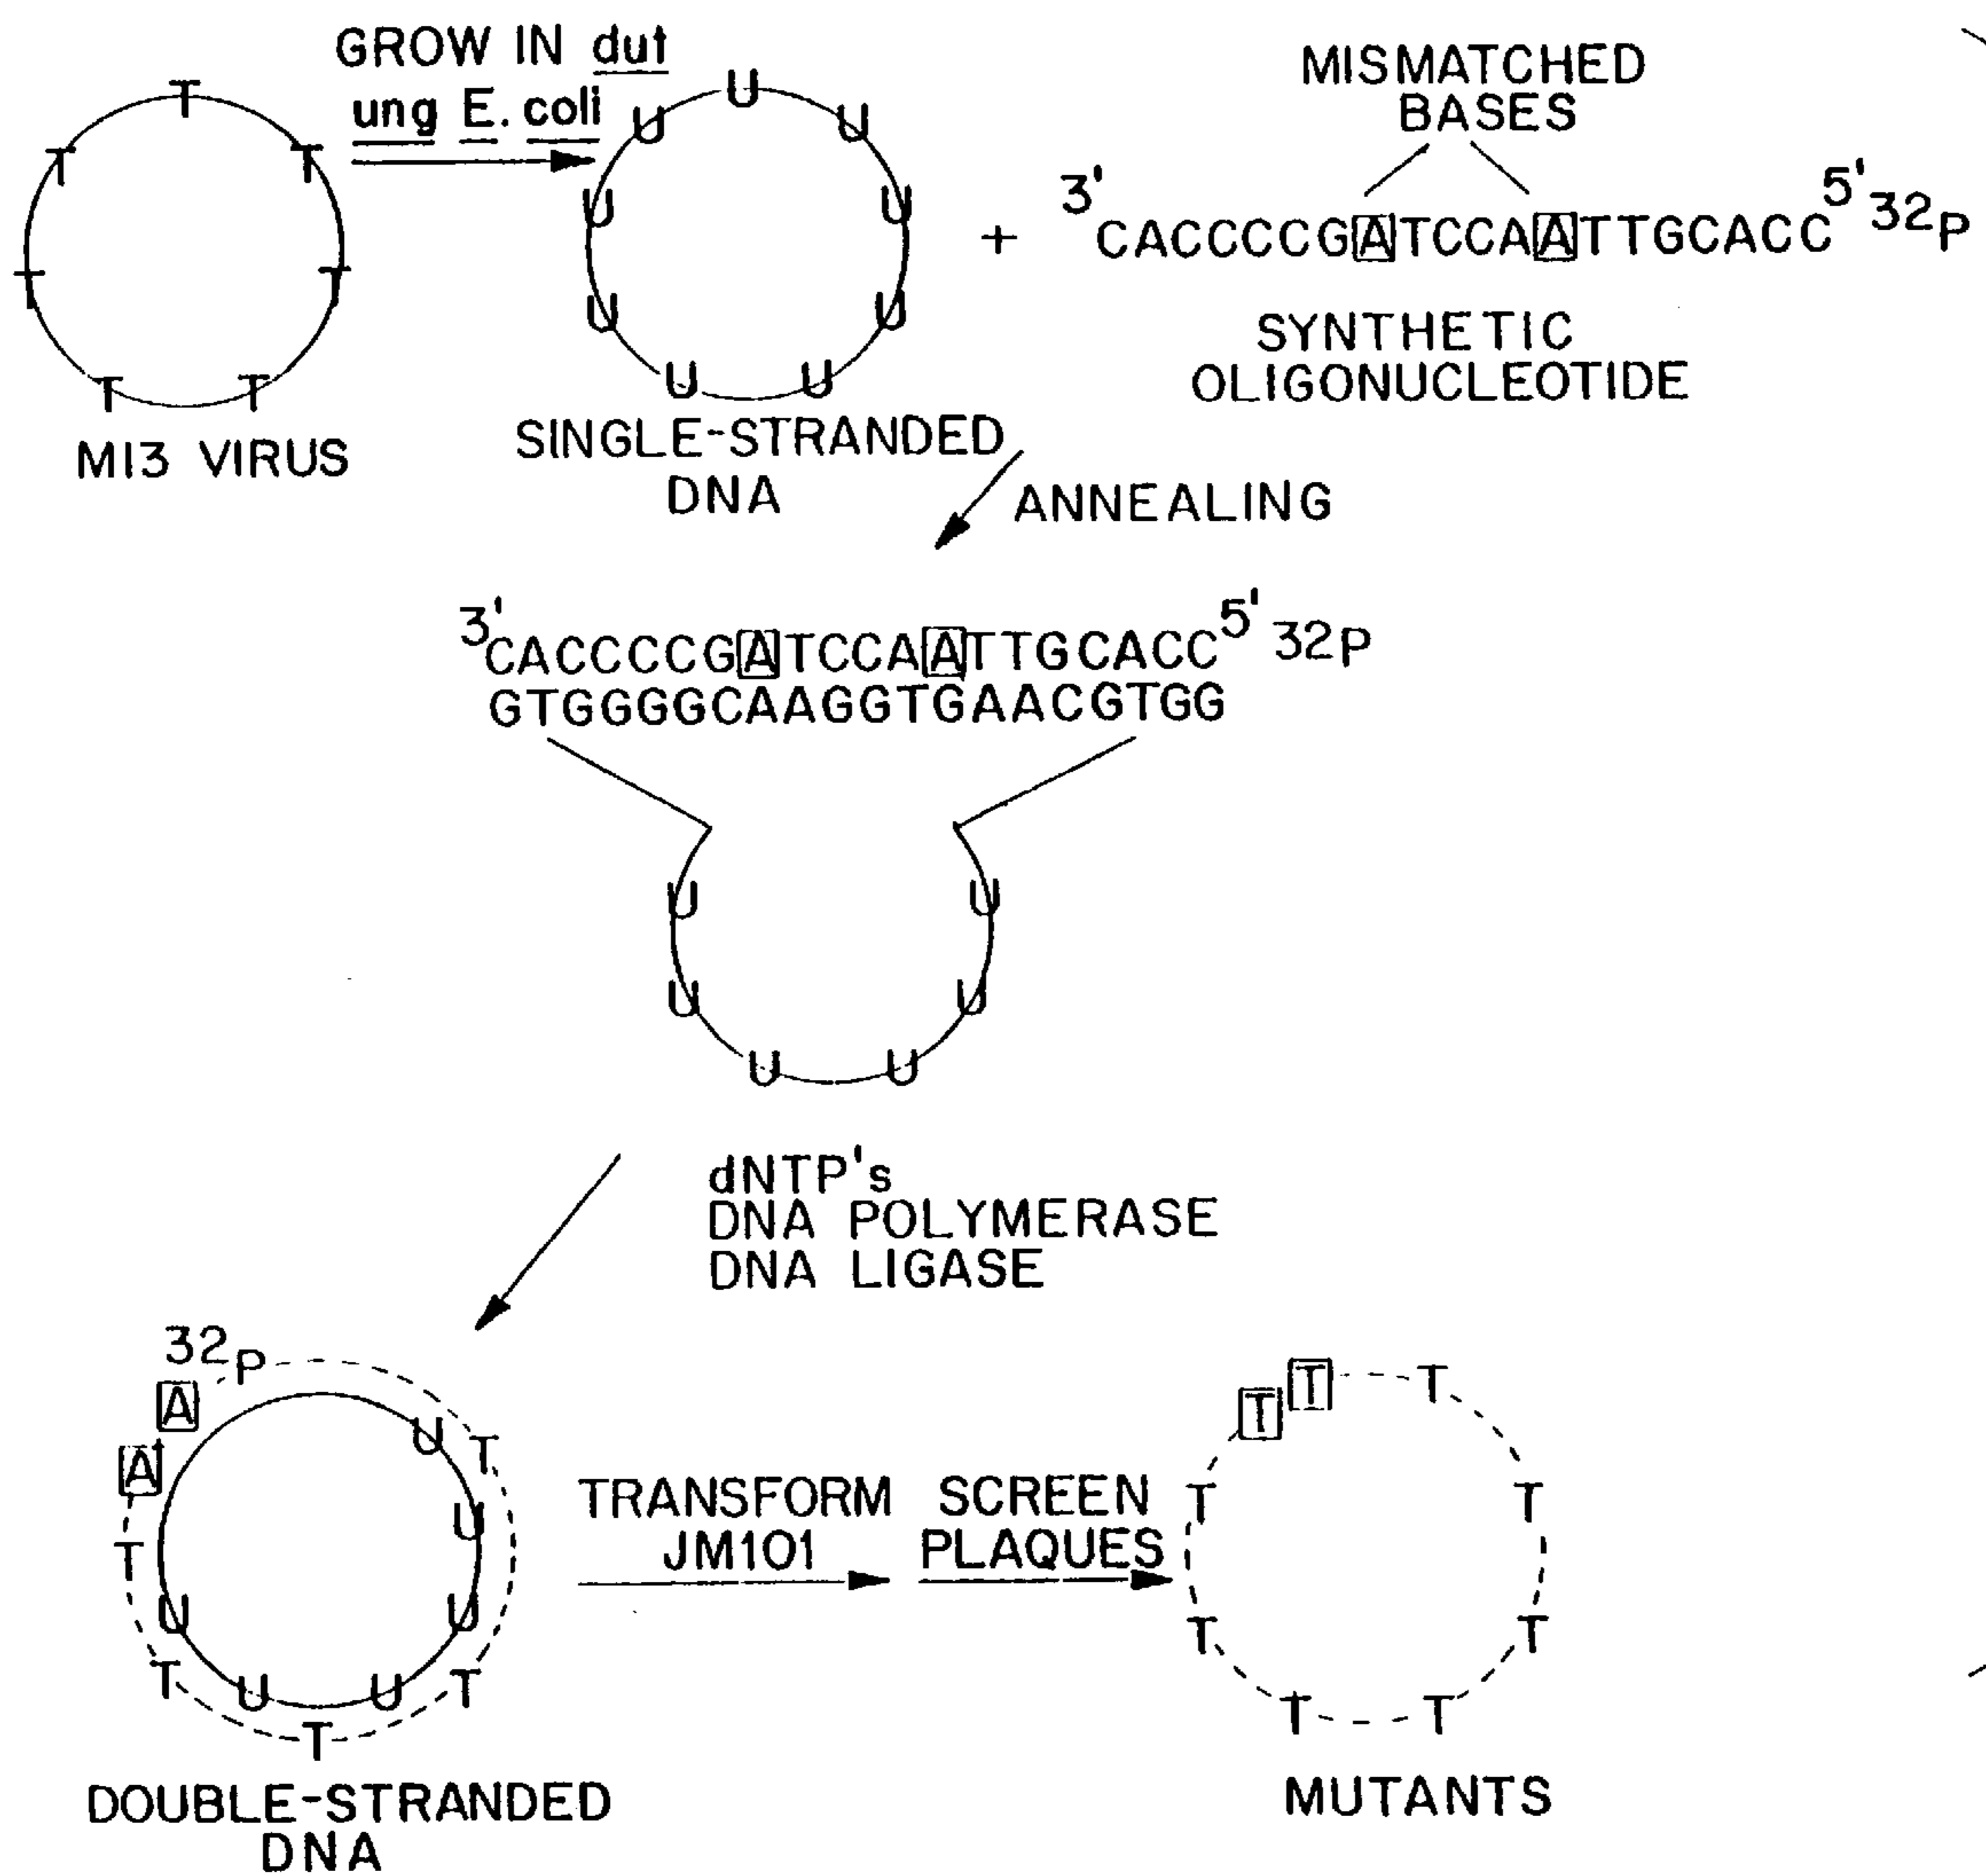 GROW IN dut
ung E. coli
T
T
T
T
T
T
T
M13 VIRUS
U
U
U
U
U
U
U
U
U
SINGLE-STRANDED
DNA
+
MISMATCHED
BASES
3' CACCCCGATCCAATTGCACC 5' 32P
SYNTHETIC
OLIGONUCLEOTIDE
ANNEALING
3' CACCCCGATCCAATTGCACC 5' 32P
GTGGGGCAAGGTGAACGTGG
U
U
U
U
U
U
dNTP's
DNA POLYMERASE
DNA LIGASE
32P
A
A
U
T
U
T
U
U
T
U
U
T
T
DOUBLE-STRANDED
DNA
TRANSFORM
JM101
SCREEN
PLAQUES
T
T
T
T
T
T
T
T
T
MUTANTS